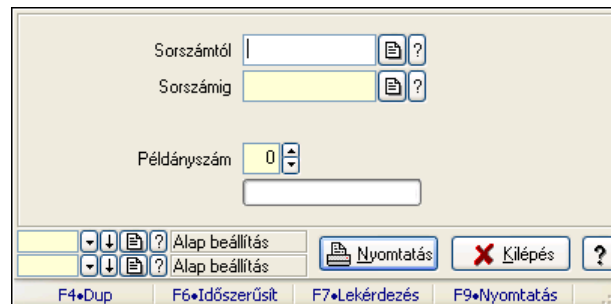 Sorszámtól ?
Sorszámig ?
Példányszám 0
? Alap beállítás
? Alap beállítás
Nyomtatás Kilépés ?
F4•Dup F6•Időszerűsít F7•Lekérdezés F9•Nyomtatás